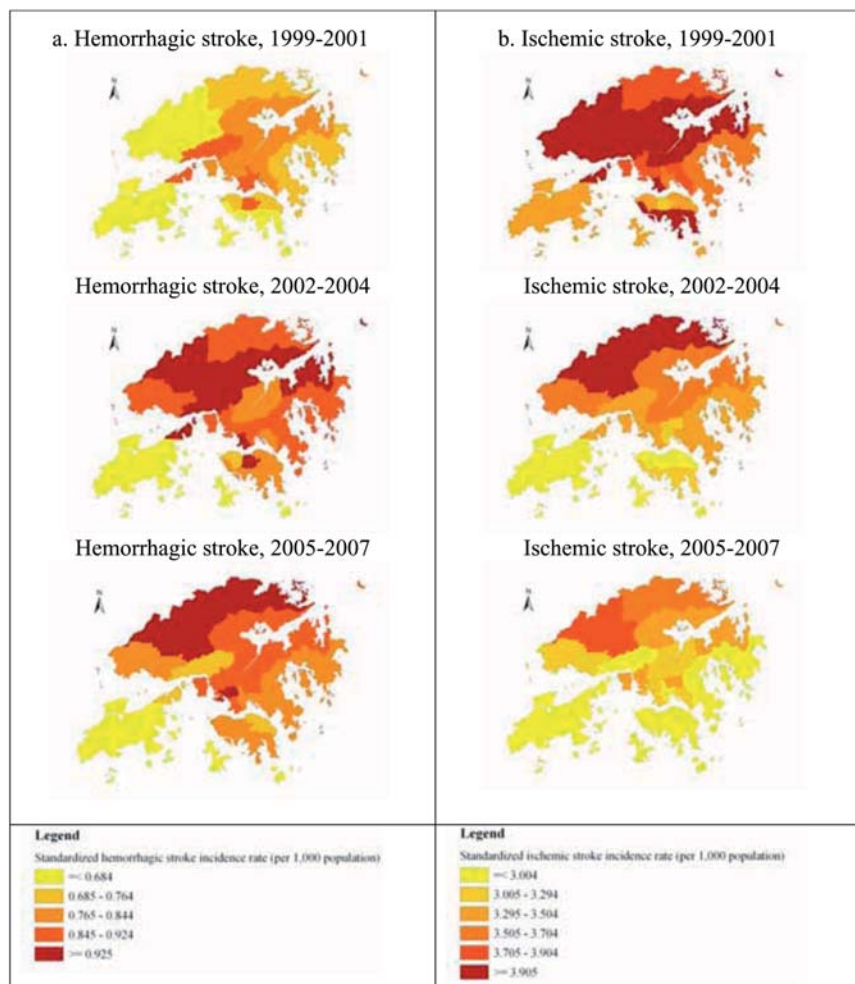 a. Hemorrhagic stroke, 1999-2001
b. Ischemic stroke, 1999-2001
N
N
Hemorrhagic stroke, 2002-2004
Ischemic stroke, 2002-2004
N
N
Hemorrhagic stroke, 2005-2007
Ischemic stroke, 2005-2007
N
N
Legend
Standardized hemorrhagic stroke incidence rate (per 1,000 population)
=< 0.684
0.685 - 0.764
0.765 - 0.844
0.845 - 0.924
>= 0.925
Legend
Standardized ischemic stroke incidence rate (per 1,000 population)
=< 3.004
3.005 - 3.294
3.295 - 3.504
3.505 - 3.704
3.705 - 3.904
>= 3.905